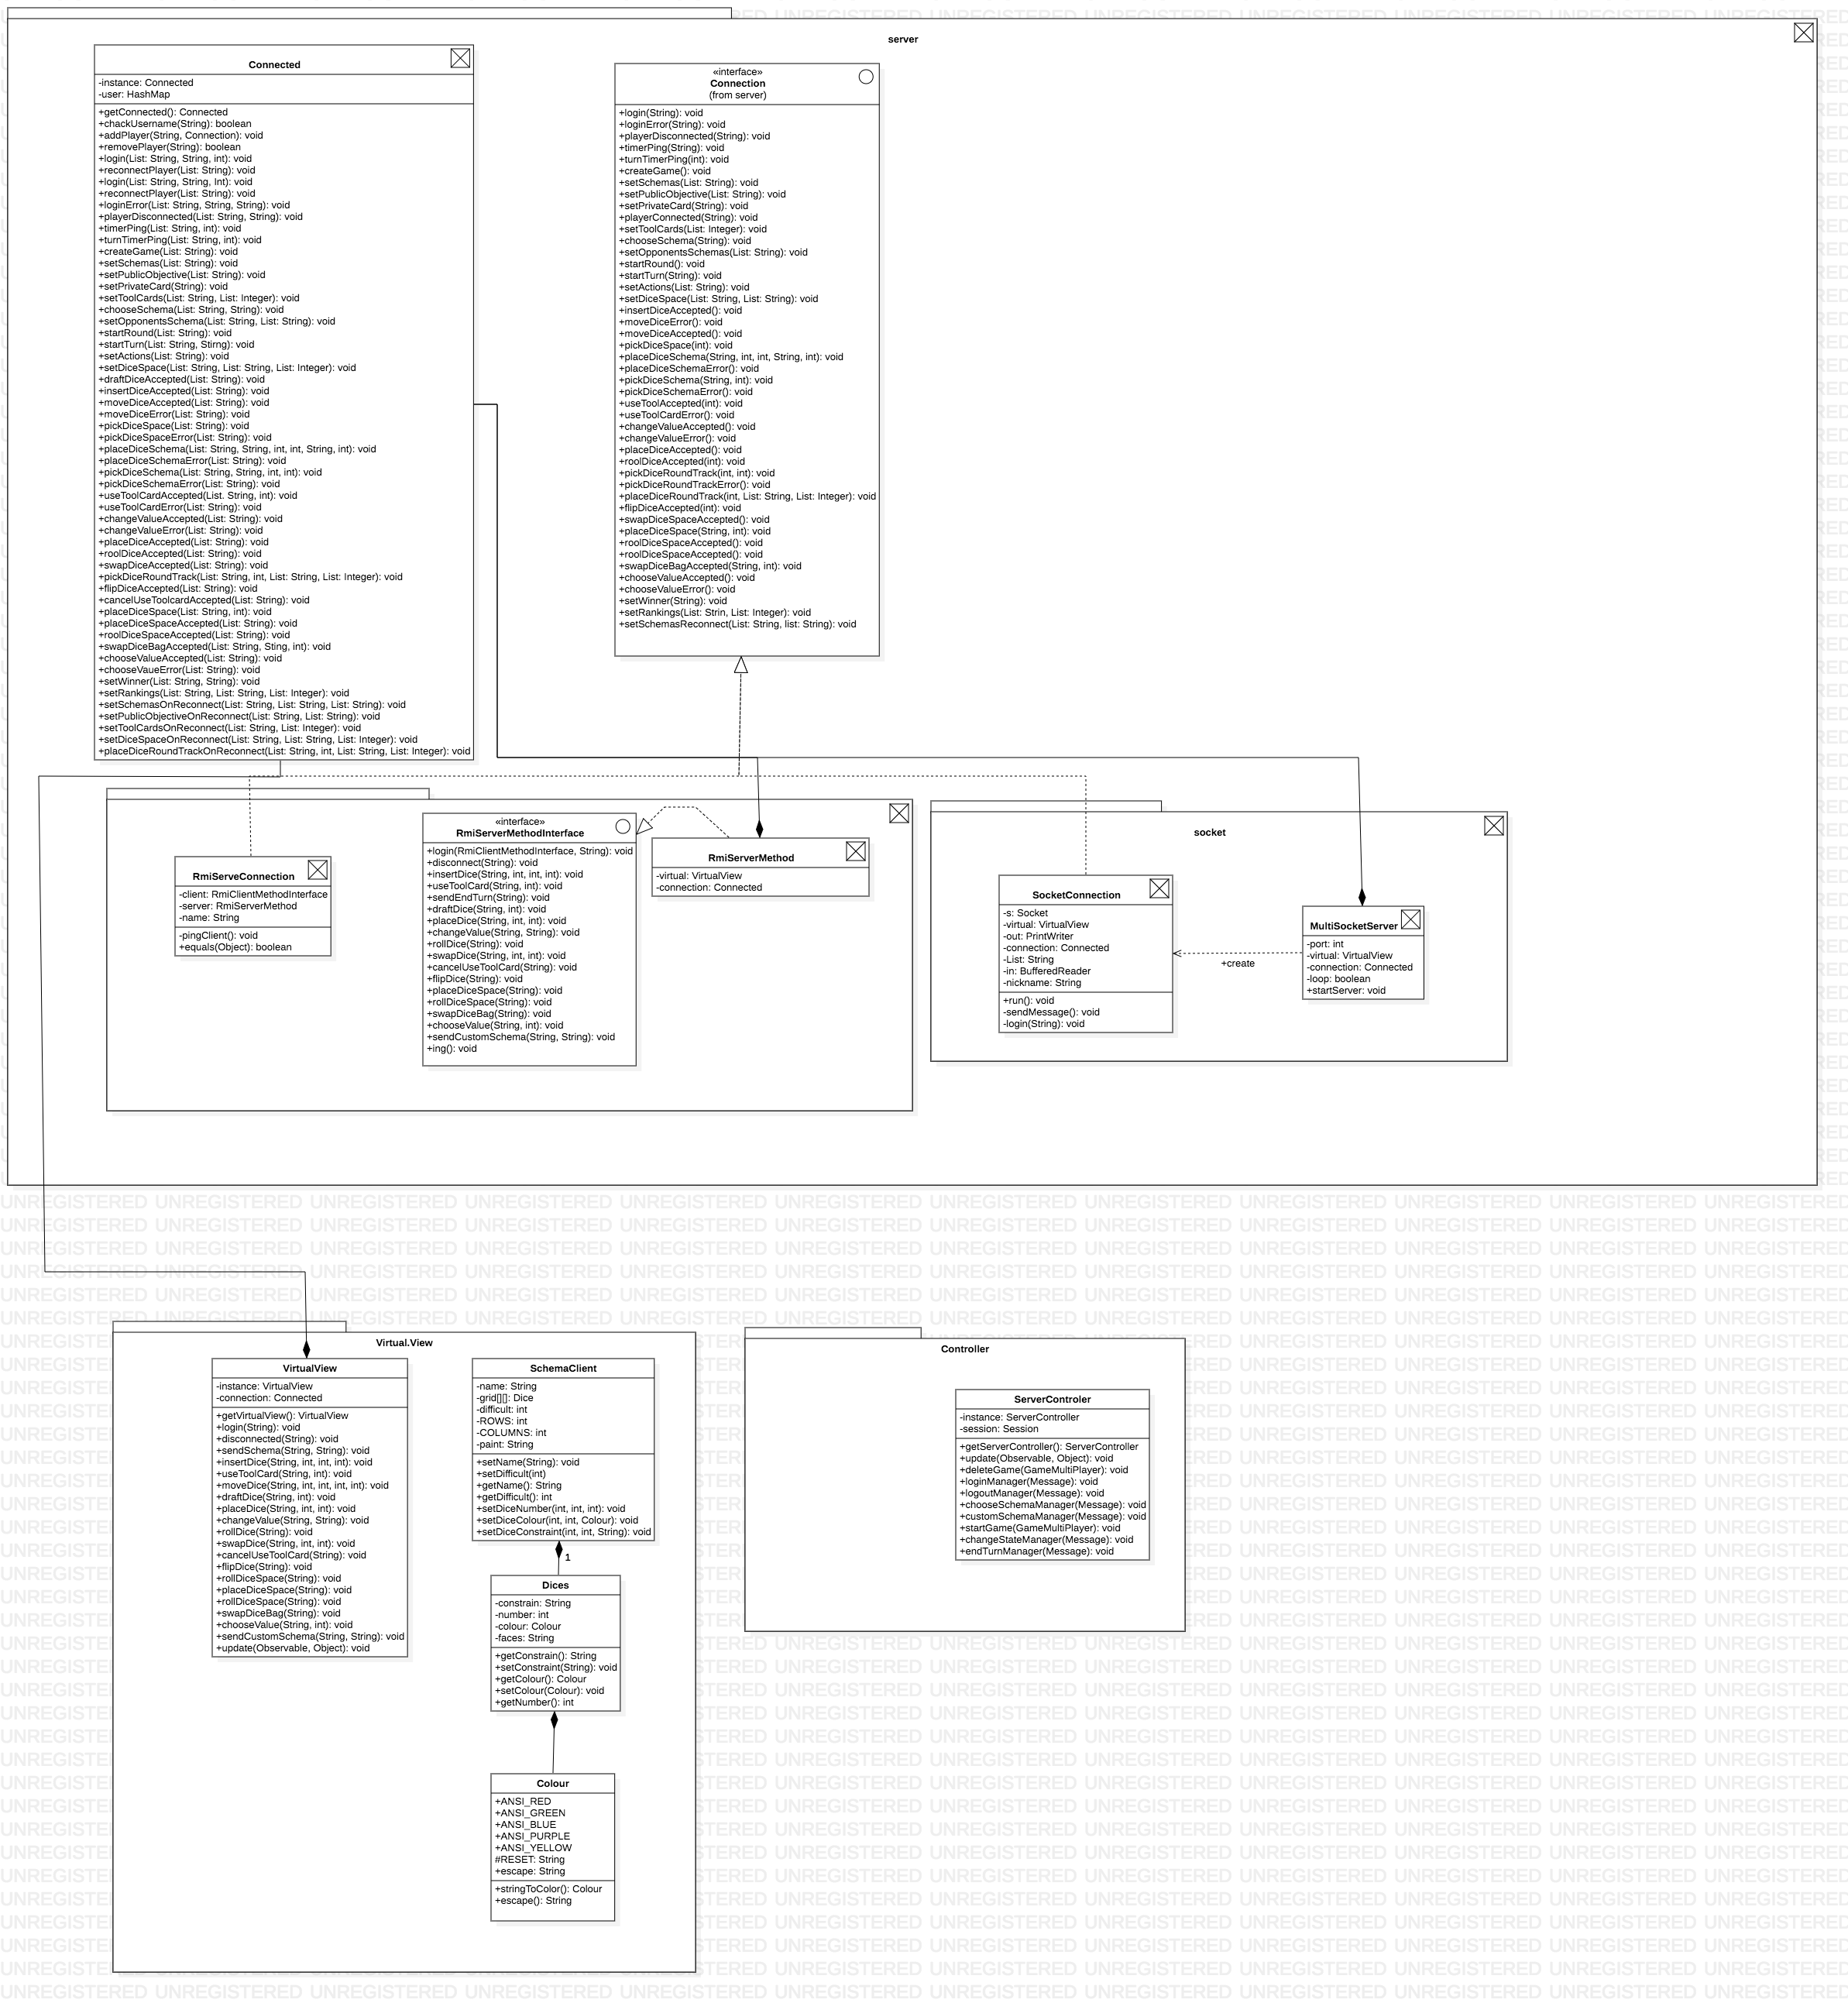 server
Connected
-instance: Connected
-user: HashMap
+getConnected(): Connected
+chackUsername(String): boolean
+addPlayer(String, Connection): void
+removePlayer(String): boolean
+login(List: String, String, int): void
+reconnectPlayer(List: String): void
+login(List: String, String, Int): void
+reconnectPlayer(List: String): void
+loginError(List: String, String, String): void
+playerDisconnected(List: String, String): void
+timerPing(List: String, int): void
+turnTimerPing(List: String, int): void
+createGame(List: String): void
+setSchemas(List: String): void
+setPublicObjective(List: String): void
+setPrivateCard(String): void
+setToolCards(List: String, List: Integer): void
+chooseSchema(List: String, String): void
+setOpponentsSchema(List: String, List: String): void
+startRound(List: String): void
+startTurn(List: String, Stirng): void
+setActions(List: String): void
+setDiceSpace(List: String, List: String, List: Integer): void
+draftDiceAccepted(List: String): void
+insertDiceAccepted(List: String): void
+moveDiceAccepted(List: String): void
+moveDiceError(List: String): void
+pickDiceSpace(List: String): void
+pickDiceSpaceError(List: String): void
+placeDiceSchema(List: String, String, int, int, String, int): void
+placeDiceSchemaError(List: String): void
+pickDiceSchema(List: String, String, int, int): void
+pickDiceSchemaError(List: String): void
+useToolCardAccepted(List: String, int): void
+useToolCardError(List: String): void
+changeValueAccepted(List: String): void
+changeValueError(List: String): void
+placeDiceAccepted(List: String): void
+roolDiceAccepted(List: String): void
+swapDiceAccepted(List: String): void
+pickDiceRoundTrack(List: String, int, List: String, List: Integer): void
+flipDiceAccepted(List: String): void
+cancelUseToolcardAccepted(List: String): void
+placeDiceSpace(List: String, int): void
+placeDiceSpaceAccepted(List: String): void
+roolDiceSpaceAccepted(List: String): void
+swapDiceBagAccepted(List: String, Sting, int): void
+chooseValueAccepted(List: String): void
+chooseVaueError(List: String): void
+setWinner(List: String, String): void
+setRankings(List: String, List: String, List: Integer): void
+setSchemasOnReconnect(List: String, List: String, List: String): void
+setPublicObjectiveOnReconnect(List: String, List: String): void
+setToolCardsOnReconnect(List: String, List: Integer): void
+setDiceSpaceOnReconnect(List: String, List: String, List: Integer): void
+placeDiceRoundTrackOnReconnect(List: String, int, List: String, List: Integer): void
«interface»
Connection
(from server)
+login(String): void
+loginError(String): void
+playerDisconnected(String): void
+timerPing(String): void
+turnTimerPing(int): void
+createGame(): void
+setSchemas(List: String): void
+setPublicObjective(List: String): void
+setPrivateCard(String): void
+playerConnected(String): void
+setToolCards(List: Integer): void
+chooseSchema(String): void
+setOpponentsSchemas(List: String): void
+startRound(): void
+startTurn(String): void
+setActions(List: String): void
+setDiceSpace(List: String, List: String): void
+insertDiceAccepted(): void
+moveDiceError(): void
+moveDiceAccepted(): void
+pickDiceSpace(int): void
+placeDiceSchema(String, int, int, String, int): void
+placeDiceSchemaError(): void
+pickDiceSchema(String, int): void
+pickDiceSchemaError(): void
+useToolAccepted(int): void
+useToolCardError(): void
+changeValueAccepted(): void
+changeValueError(): void
+placeDiceAccepted(): void
+roolDiceAccepted(int): void
+pickDiceRoundTrack(int, int): void
+pickDiceRoundTrackError(): void
+placeDiceRoundTrack(int, List: String, List: Integer): void
+flipDiceAccepted(int): void
+swapDiceSpaceAccepted(): void
+placeDiceSpace(String, int): void
+roolDiceSpaceAccepted(): void
+roolDiceSpaceAccepted(): void
+swapDiceBagAccepted(String, int): void
+chooseValueAccepted(): void
+chooseValueError(): void
+setWinner(String): void
+setRankings(List: Strin, List: Integer): void
+setSchemasReconnect(List: String, list: String): void
RmiServeConnection
-client: RmiClientMethodInterface
-server: RmiServerMethod
-name: String
-pingClient(): void
+equals(Object): boolean
«interface»
RmiServerMethodInterface
+login(RmiClientMethodInterface, String): void
+disconnect(String): void
+insertDice(String, int, int, int): void
+useToolCard(String, int): void
+sendEndTurn(String): void
+draftDice(String, int): void
+placeDice(String, int, int): void
+changeValue(String, String): void
+rollDice(String): void
+swapDice(String, int, int): void
+cancelUseToolCard(String): void
+flipDice(String): void
+placeDiceSpace(String): void
+rollDiceSpace(String): void
+swapDiceBag(String): void
+chooseValue(String, int): void
+sendCustomSchema(String, String): void
+ing(): void
RmiServerMethod
-virtual: VirtualView
-connection: Connected
socket
SocketConnection
-s: Socket
-virtual: VirtualView
-out: PrintWriter
-connection: Connected
-List: String
-in: BufferedReader
-nickname: String
+run(): void
-sendMessage(): void
-login(String): void
+create
MultiSocketServer
-port: int
-virtual: VirtualView
-connection: Connected
-loop: boolean
+startServer: void
Virtual.View
VirtualView
-instance: VirtualView
-connection: Connected
+getVirtualView(): VirtualView
+login(String): void
+disconnected(String): void
+sendSchema(String, String): void
+insertDice(String, int, int, int): void
+useToolCard(String, int): void
+moveDice(String, int, int, int, int): void
+draftDice(String, int): void
+placeDice(String, int, int): void
+changeValue(String, String): void
+rollDice(String): void
+swapDice(String, int, int): void
+cancelUseToolCard(String): void
+flipDice(String): void
+rollDiceSpace(String): void
+placeDiceSpace(String): void
+rollDiceSpace(String): void
+swapDiceBag(String): void
+chooseValue(String, int): void
+sendCustomSchema(String, String): void
+update(Observable, Object): void
SchemaClient
-name: String
-grid[][]: Dice
-difficult: int
-ROWS: int
-COLUMNS: int
-paint: String
+setName(String): void
+setDifficult(int)
+getName(): String
+getDifficult(): int
+setDiceNumber(int, int, int): void
+setDiceColour(int, int, Colour): void
+setDiceConstraint(int, int, String): void
1
Dices
-constrain: String
-number: int
-colour: Colour
-faces: String
+getConstrain(): String
+setConstraint(String): void
+getColour(): Colour
+setColour(Colour): void
+getNumber(): int
Colour
+ANSI_RED
+ANSI_GREEN
+ANSI_BLUE
+ANSI_PURPLE
+ANSI_YELLOW
#RESET: String
+escape: String
+stringToColor(): Colour
+escape(): String
Controller
ServerControler
-instance: ServerController
-session: Session
+getServerController(): ServerController
+update(Observable, Object): void
+deleteGame(GameMultiPlayer): void
+loginManager(Message): void
+logoutManager(Message): void
+chooseSchemaManager(Message): void
+customSchemaManager(Message): void
+startGame(GameMultiPlayer): void
+changeStateManager(Message): void
+endTurnManager(Message): void